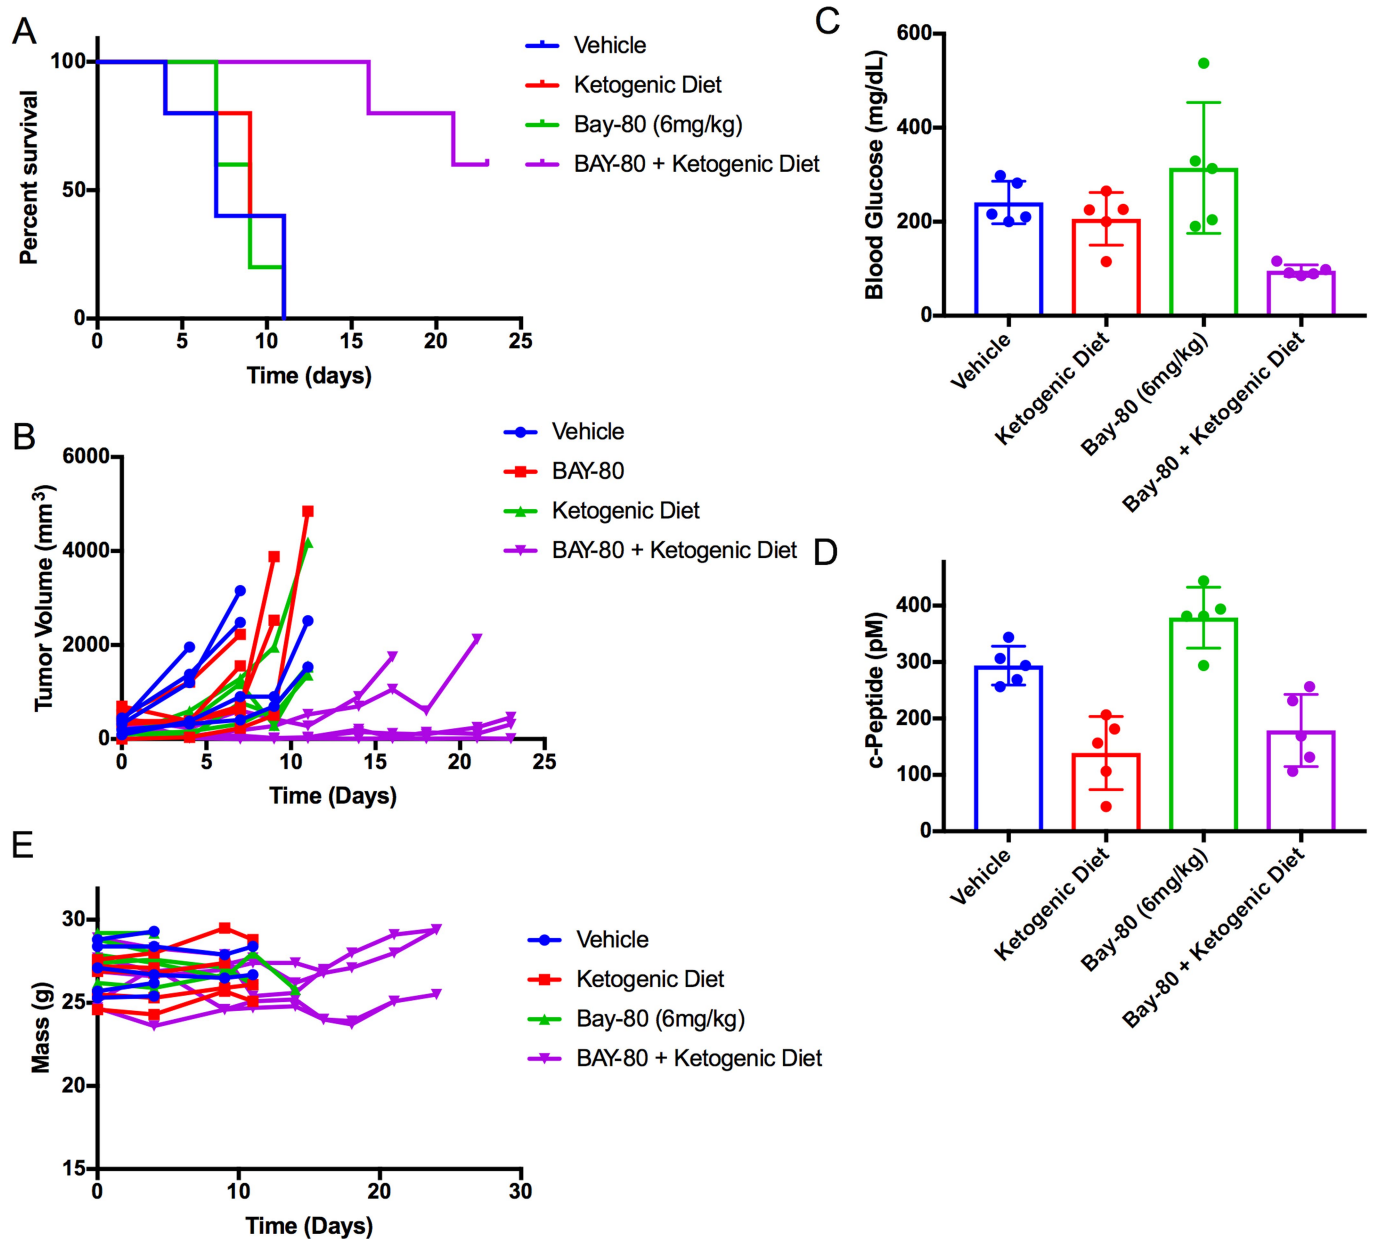 A
Percent survival
100
50
0
0 5 10 15 20 25
Time (days)
Vehicle
Ketogenic Diet
Bay-80 (6mg/kg)
BAY-80 + Ketogenic Diet
B
Tumor Volume (mm3)
6000
4000
2000
0
0 5 10 15 20 25
Time (Days)
Vehicle
BAY-80
Ketogenic Diet
BAY-80 + Ketogenic Diet
E
Mass (g)
30
25
20
15
0 10 20 30
Time (Days)
Vehicle
Ketogenic Diet
Bay-80 (6mg/kg)
BAY-80 + Ketogenic Diet
C
Blood Glucose (mg/dL)
600
400
200
0
Vehicle
Ketogenic Diet
Bay-80 (6mg/kg)
Bay-80 + Ketogenic Diet
D
c-Peptide (pM)
400
300
200
100
0
Vehicle
Ketogenic Diet
Bay-80 (6mg/kg)
Bay-80 + Ketogenic Diet